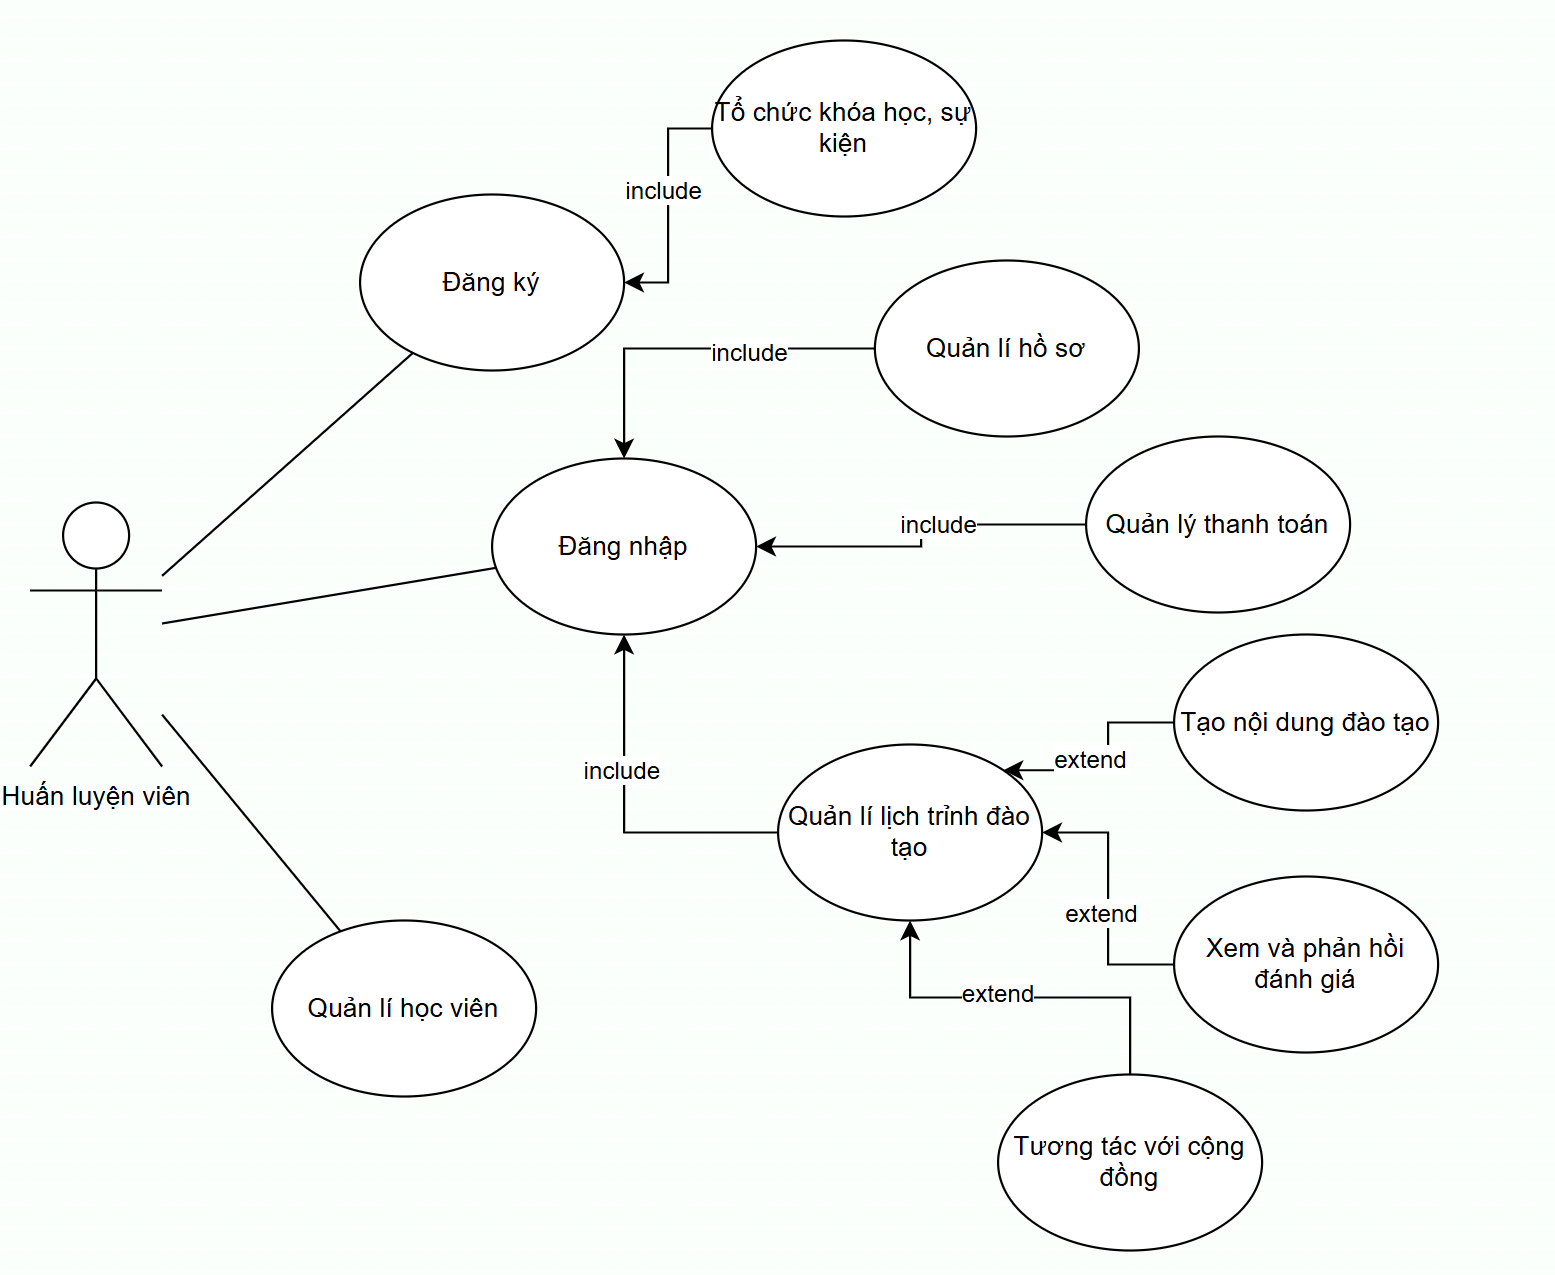 Tổ chức khóa học, sự
kiện
include
Đăng ký
Quản lí hồ sơ
include
Quản lý thanh toán
include
Đăng nhập
Tạo nội dung đào tạo
extend
include
Quản lí lịch trỉnh đào
tạo
Huấn luyện viên
extend
Xem và phản hồi
đánh giá
extend
Quản lí học viên
Tương tác với cộng
đồng